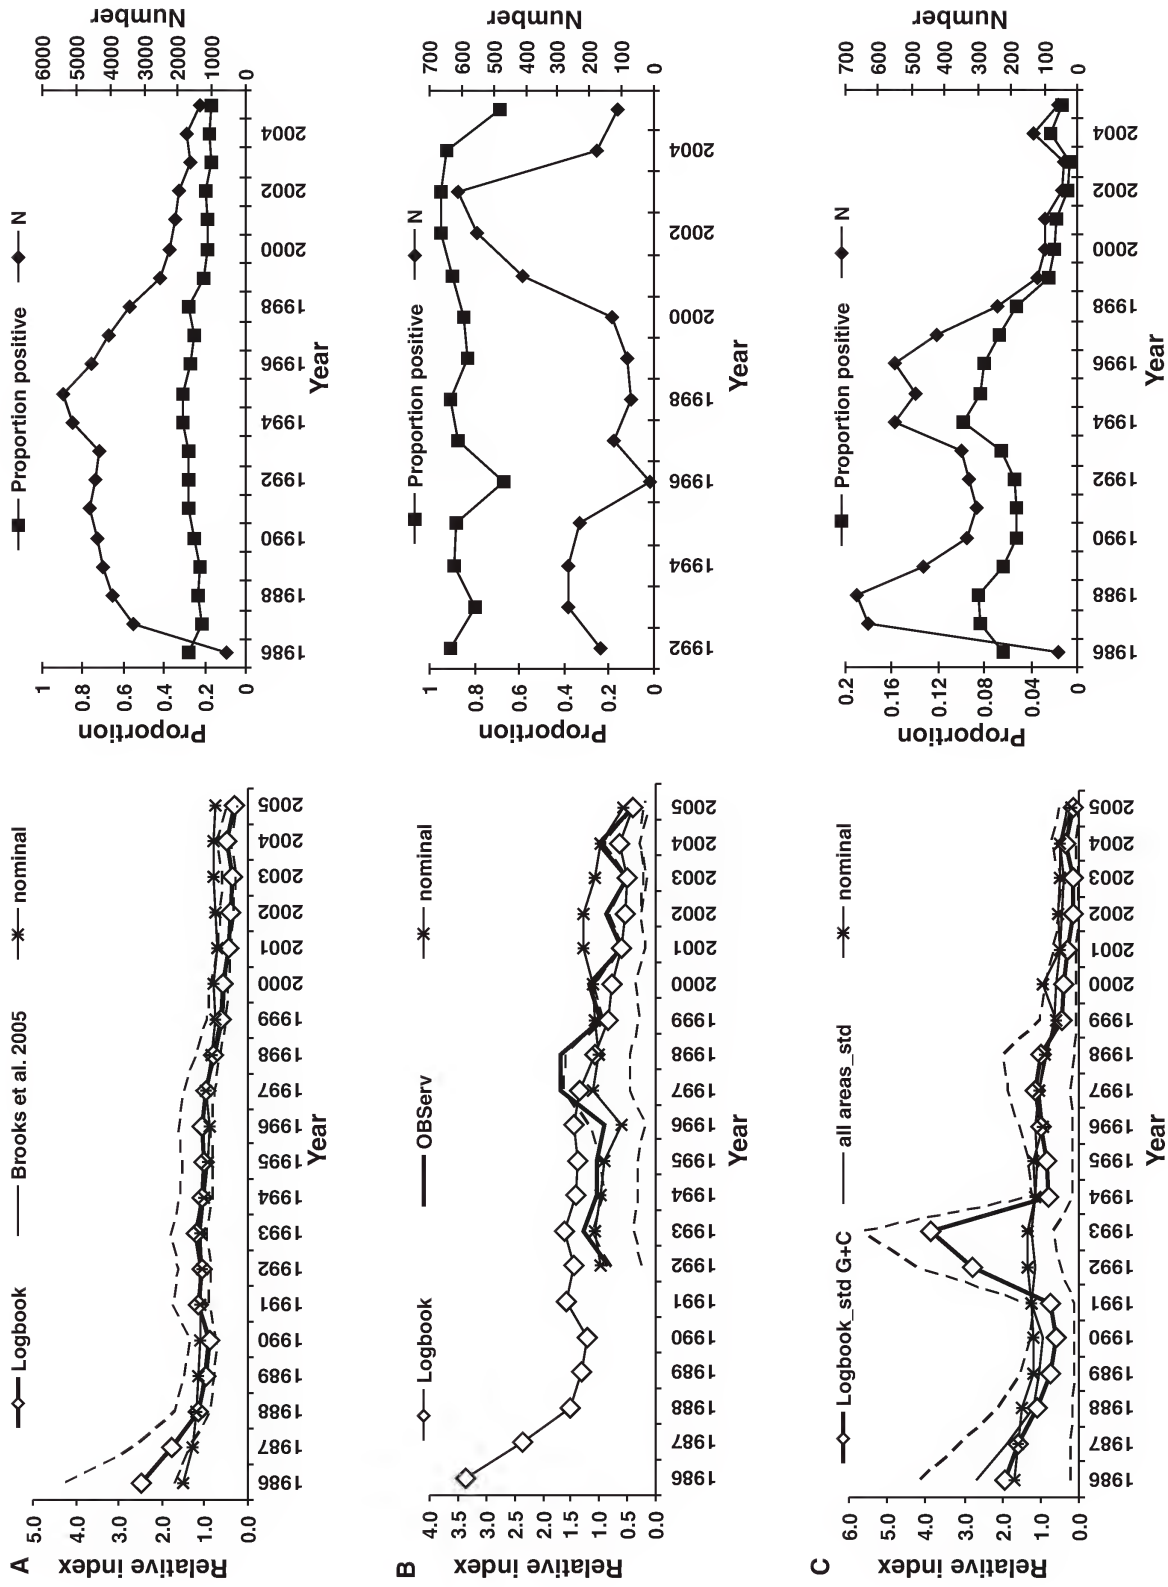 A
Logbook
Brooks et al. 2005
nominal
Relative index
5.0
4.0
3.0
2.0
1.0
0.0
1986 1987 1988 1989 1990 1991 1992 1993 1994 1995 1996 1997 1998 1999 2000 2001 2002 2003 2004 2005
Year
Proportion positive
N
Proportion
1
0.8
0.6
0.4
0.2
0
Number
6000
5000
4000
3000
2000
1000
0
1986 1988 1990 1992 1994 1996 1998 2000 2002 2004
Year
B
Logbook
OBServ
nominal
Relative index
4.0
3.5
3.0
2.5
2.0
1.5
1.0
0.5
0.0
1986 1987 1988 1989 1990 1991 1992 1993 1994 1995 1996 1997 1998 1999 2000 2001 2002 2003 2004 2005
Year
Proportion positive
N
Proportion
1
0.8
0.6
0.4
0.2
0
Number
700
600
500
400
300
200
100
0
1992 1994 1996 1998 2000 2002 2004
Year
C
Logbook_std G+C
all areas_std
nominal
Relative index
6.0
5.0
4.0
3.0
2.0
1.0
0.0
1986 1987 1988 1989 1990 1991 1992 1993 1994 1995 1996 1997 1998 1999 2000 2001 2002 2003 2004 2005
Year
Proportion positive
N
Proportion
0.2
0.16
0.12
0.08
0.04
0
Number
700
600
500
400
300
200
100
0
1986 1988 1990 1992 1994 1996 1998 2000 2002 2004
Year